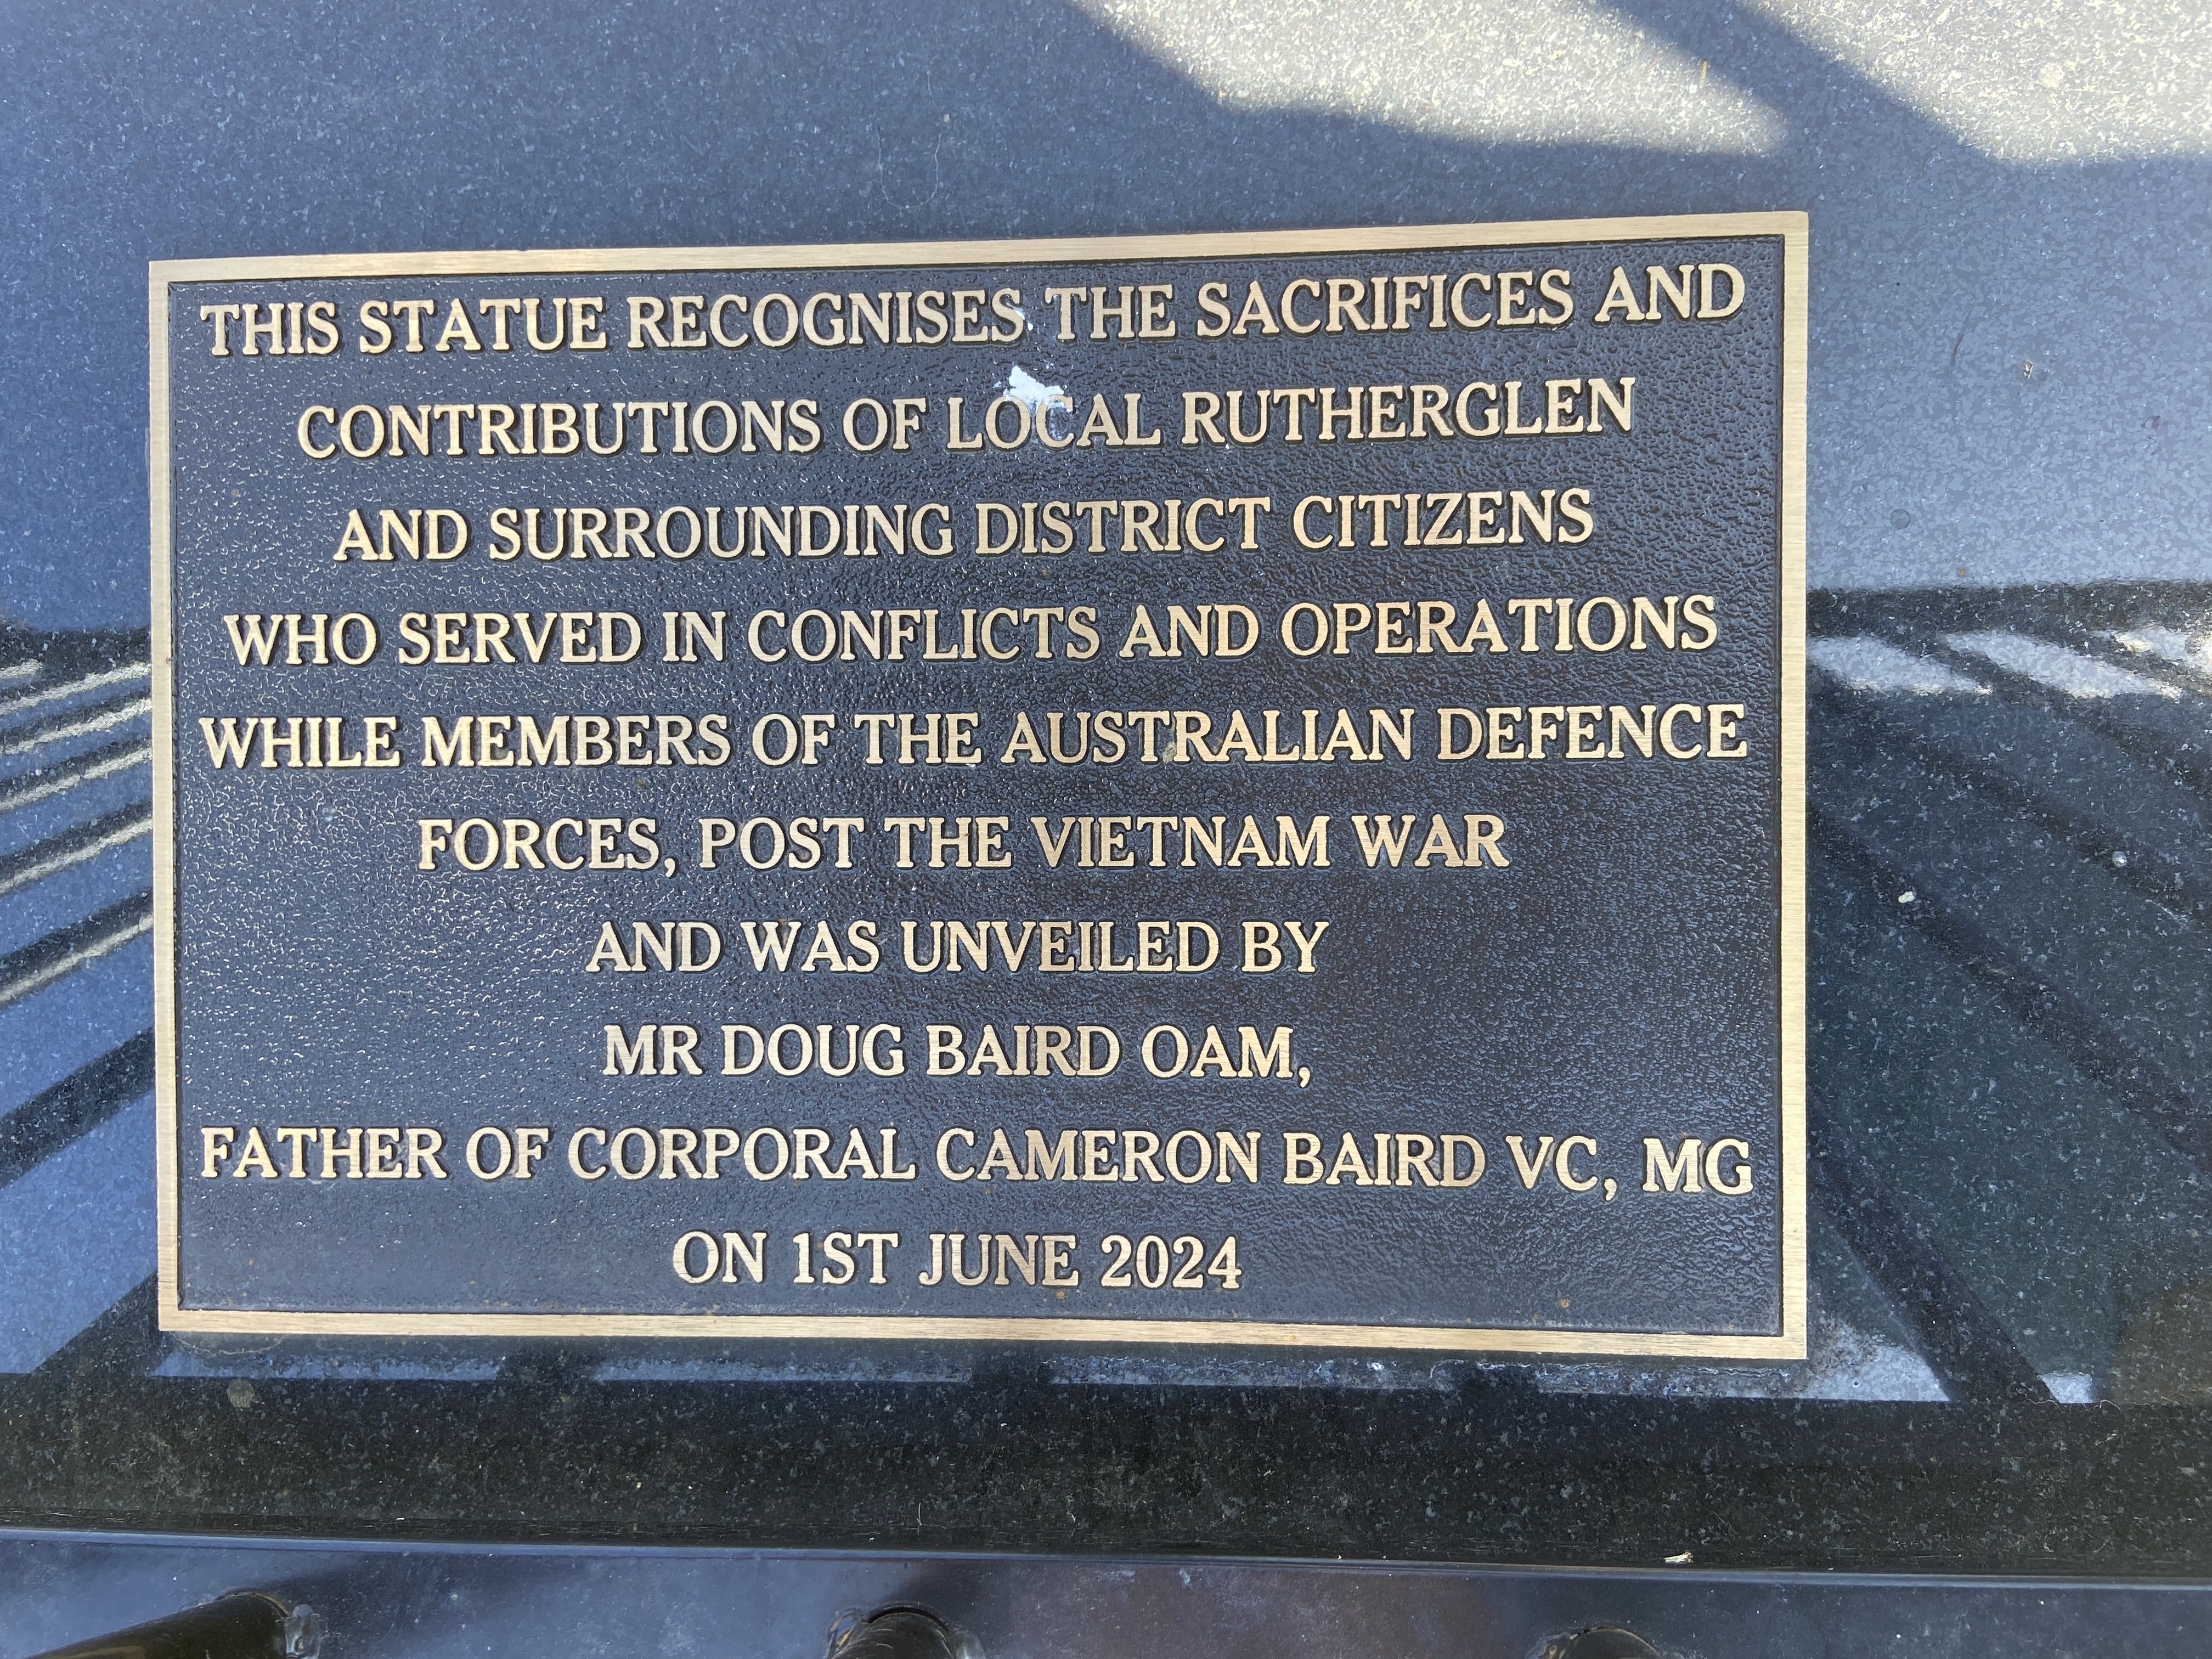 THIS STATUE RECOGNISES THE SACRIFICES AND
CONTRIBUTIONS OF LOCAL RUTHERGLEN
AND SURROUNDING DISTRICT CITIZENS
WHO SERVED IN CONFLICTS AND OPERATIONS
WHILE MEMBERS OF THE AUSTRALIAN DEFENCE
FORCES, POST THE VIETNAM WAR
AND WAS UNVEILED BY
MR DOUG BAIRD OAM,
FATHER OF CORPORAL CAMERON BAIRD VC, MG
ON 1ST JUNE 2024